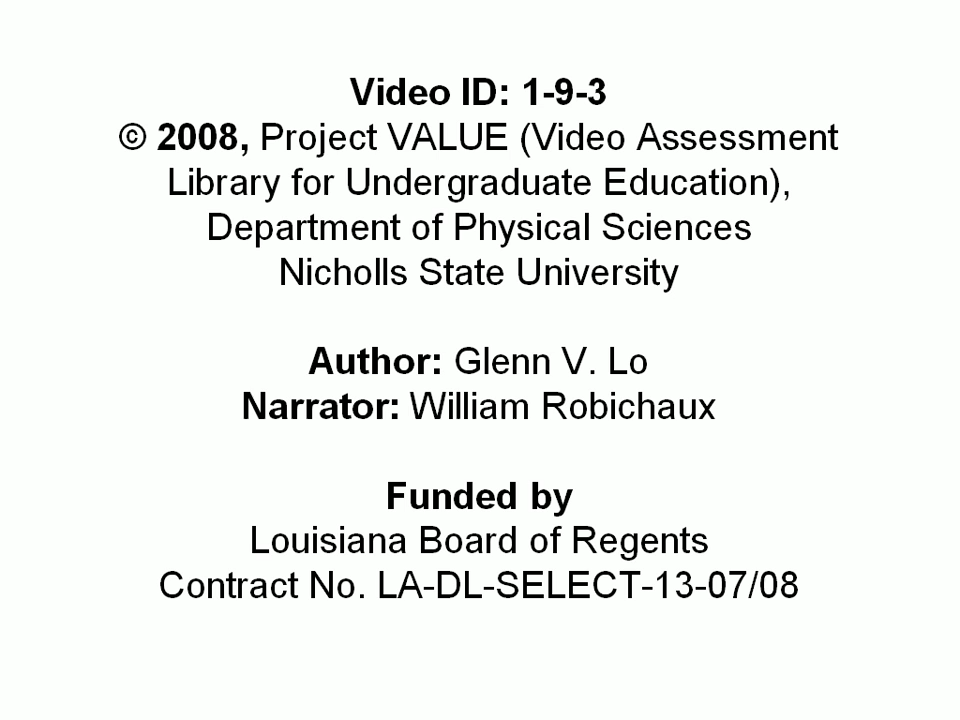 Video ID: 1-9-3
© 2008, Project VALUE (Video Assessment
Library for Undergraduate Education),
Department of Physical Sciences
Nicholls State University
Author: Glenn V. Lo
Narrator: William Robichaux
Funded by
Louisiana Board of Regents
Contract No. LA-DL-SELECT-13-07/08